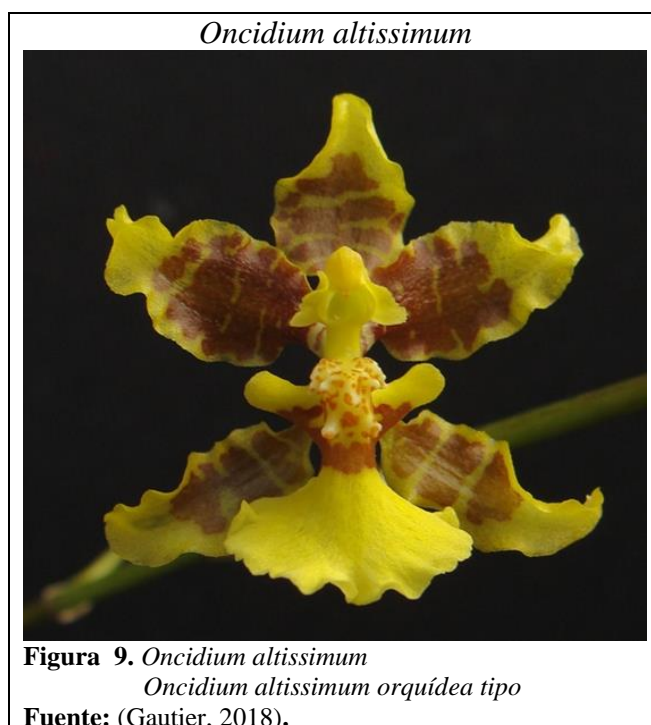 Oncidium altissimum
Figura 9. Oncidium altissimum
Oncidium altissimum orquídea tipo
Fuente: (Gautier, 2018).